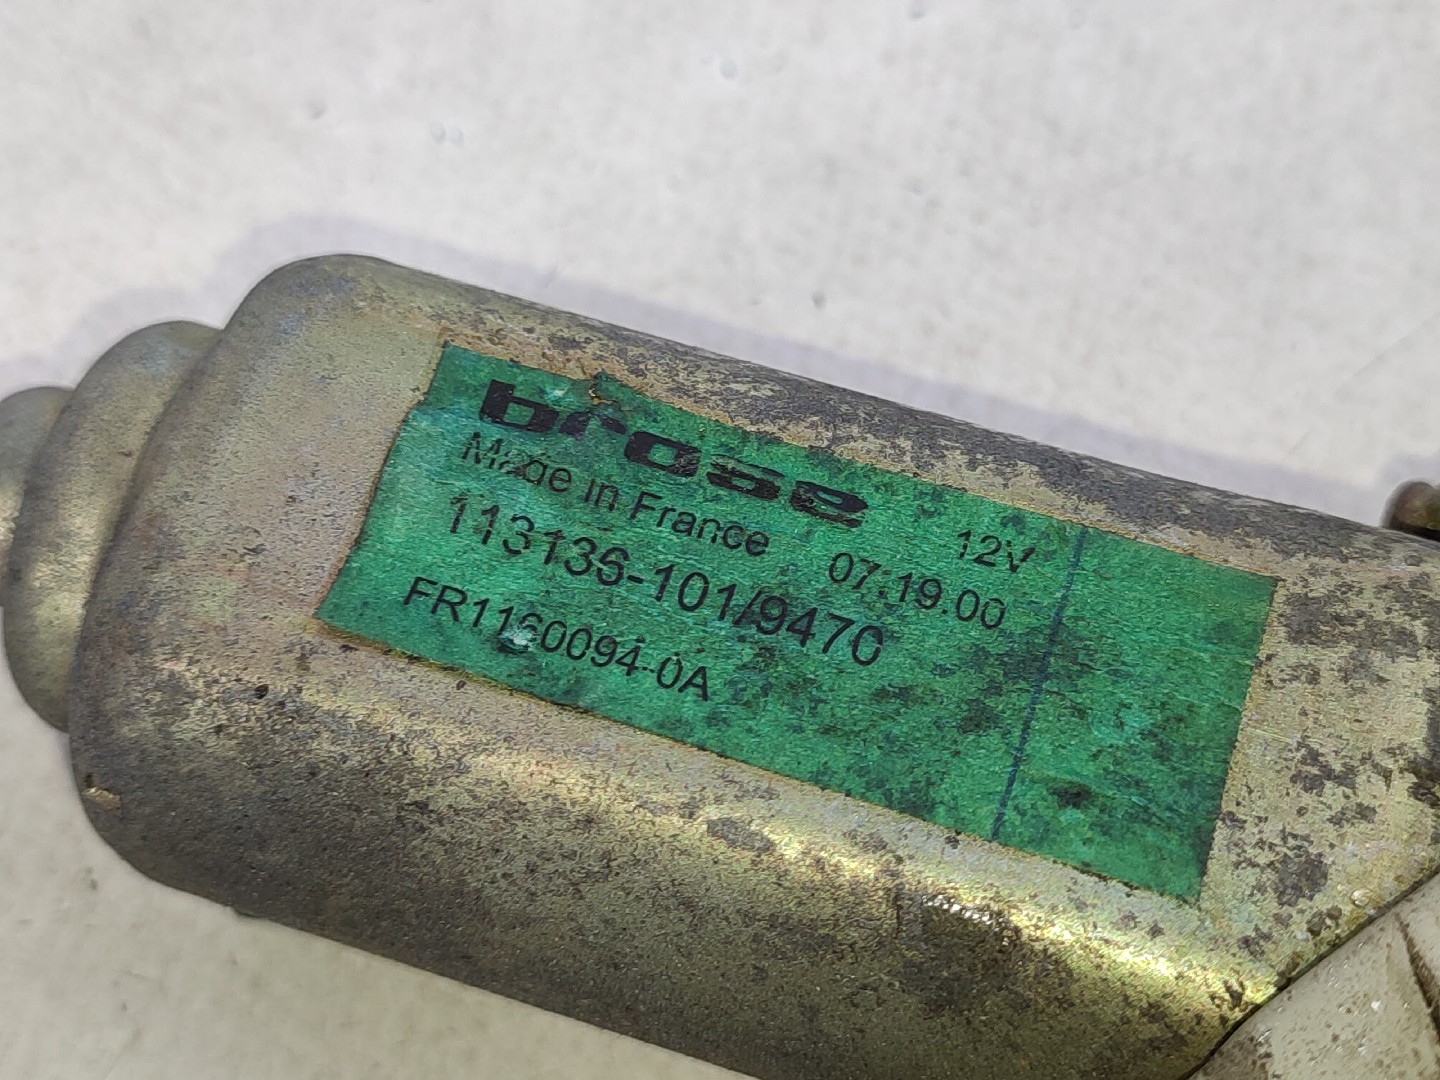 brose
Made in France 12V
113136-101/9470 07:19.00
FR1160094-0A